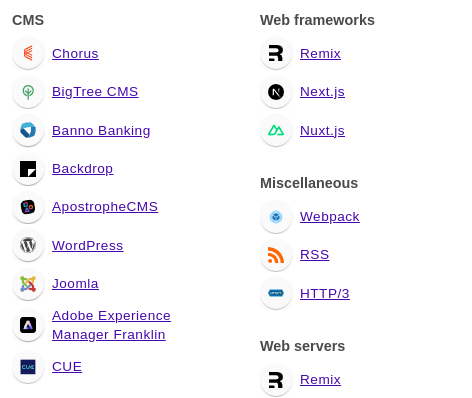 CMS
Chorus
BigTree CMS
Banno Banking
Backdrop
ApostropheCMS
WordPress
Joomla
Adobe Experience
Manager Franklin
CUE
CUE
Web frameworks
Remix
Next.js
Nuxt.js
Miscellaneous
Webpack
RSS
HTTP/3
Web servers
Remix